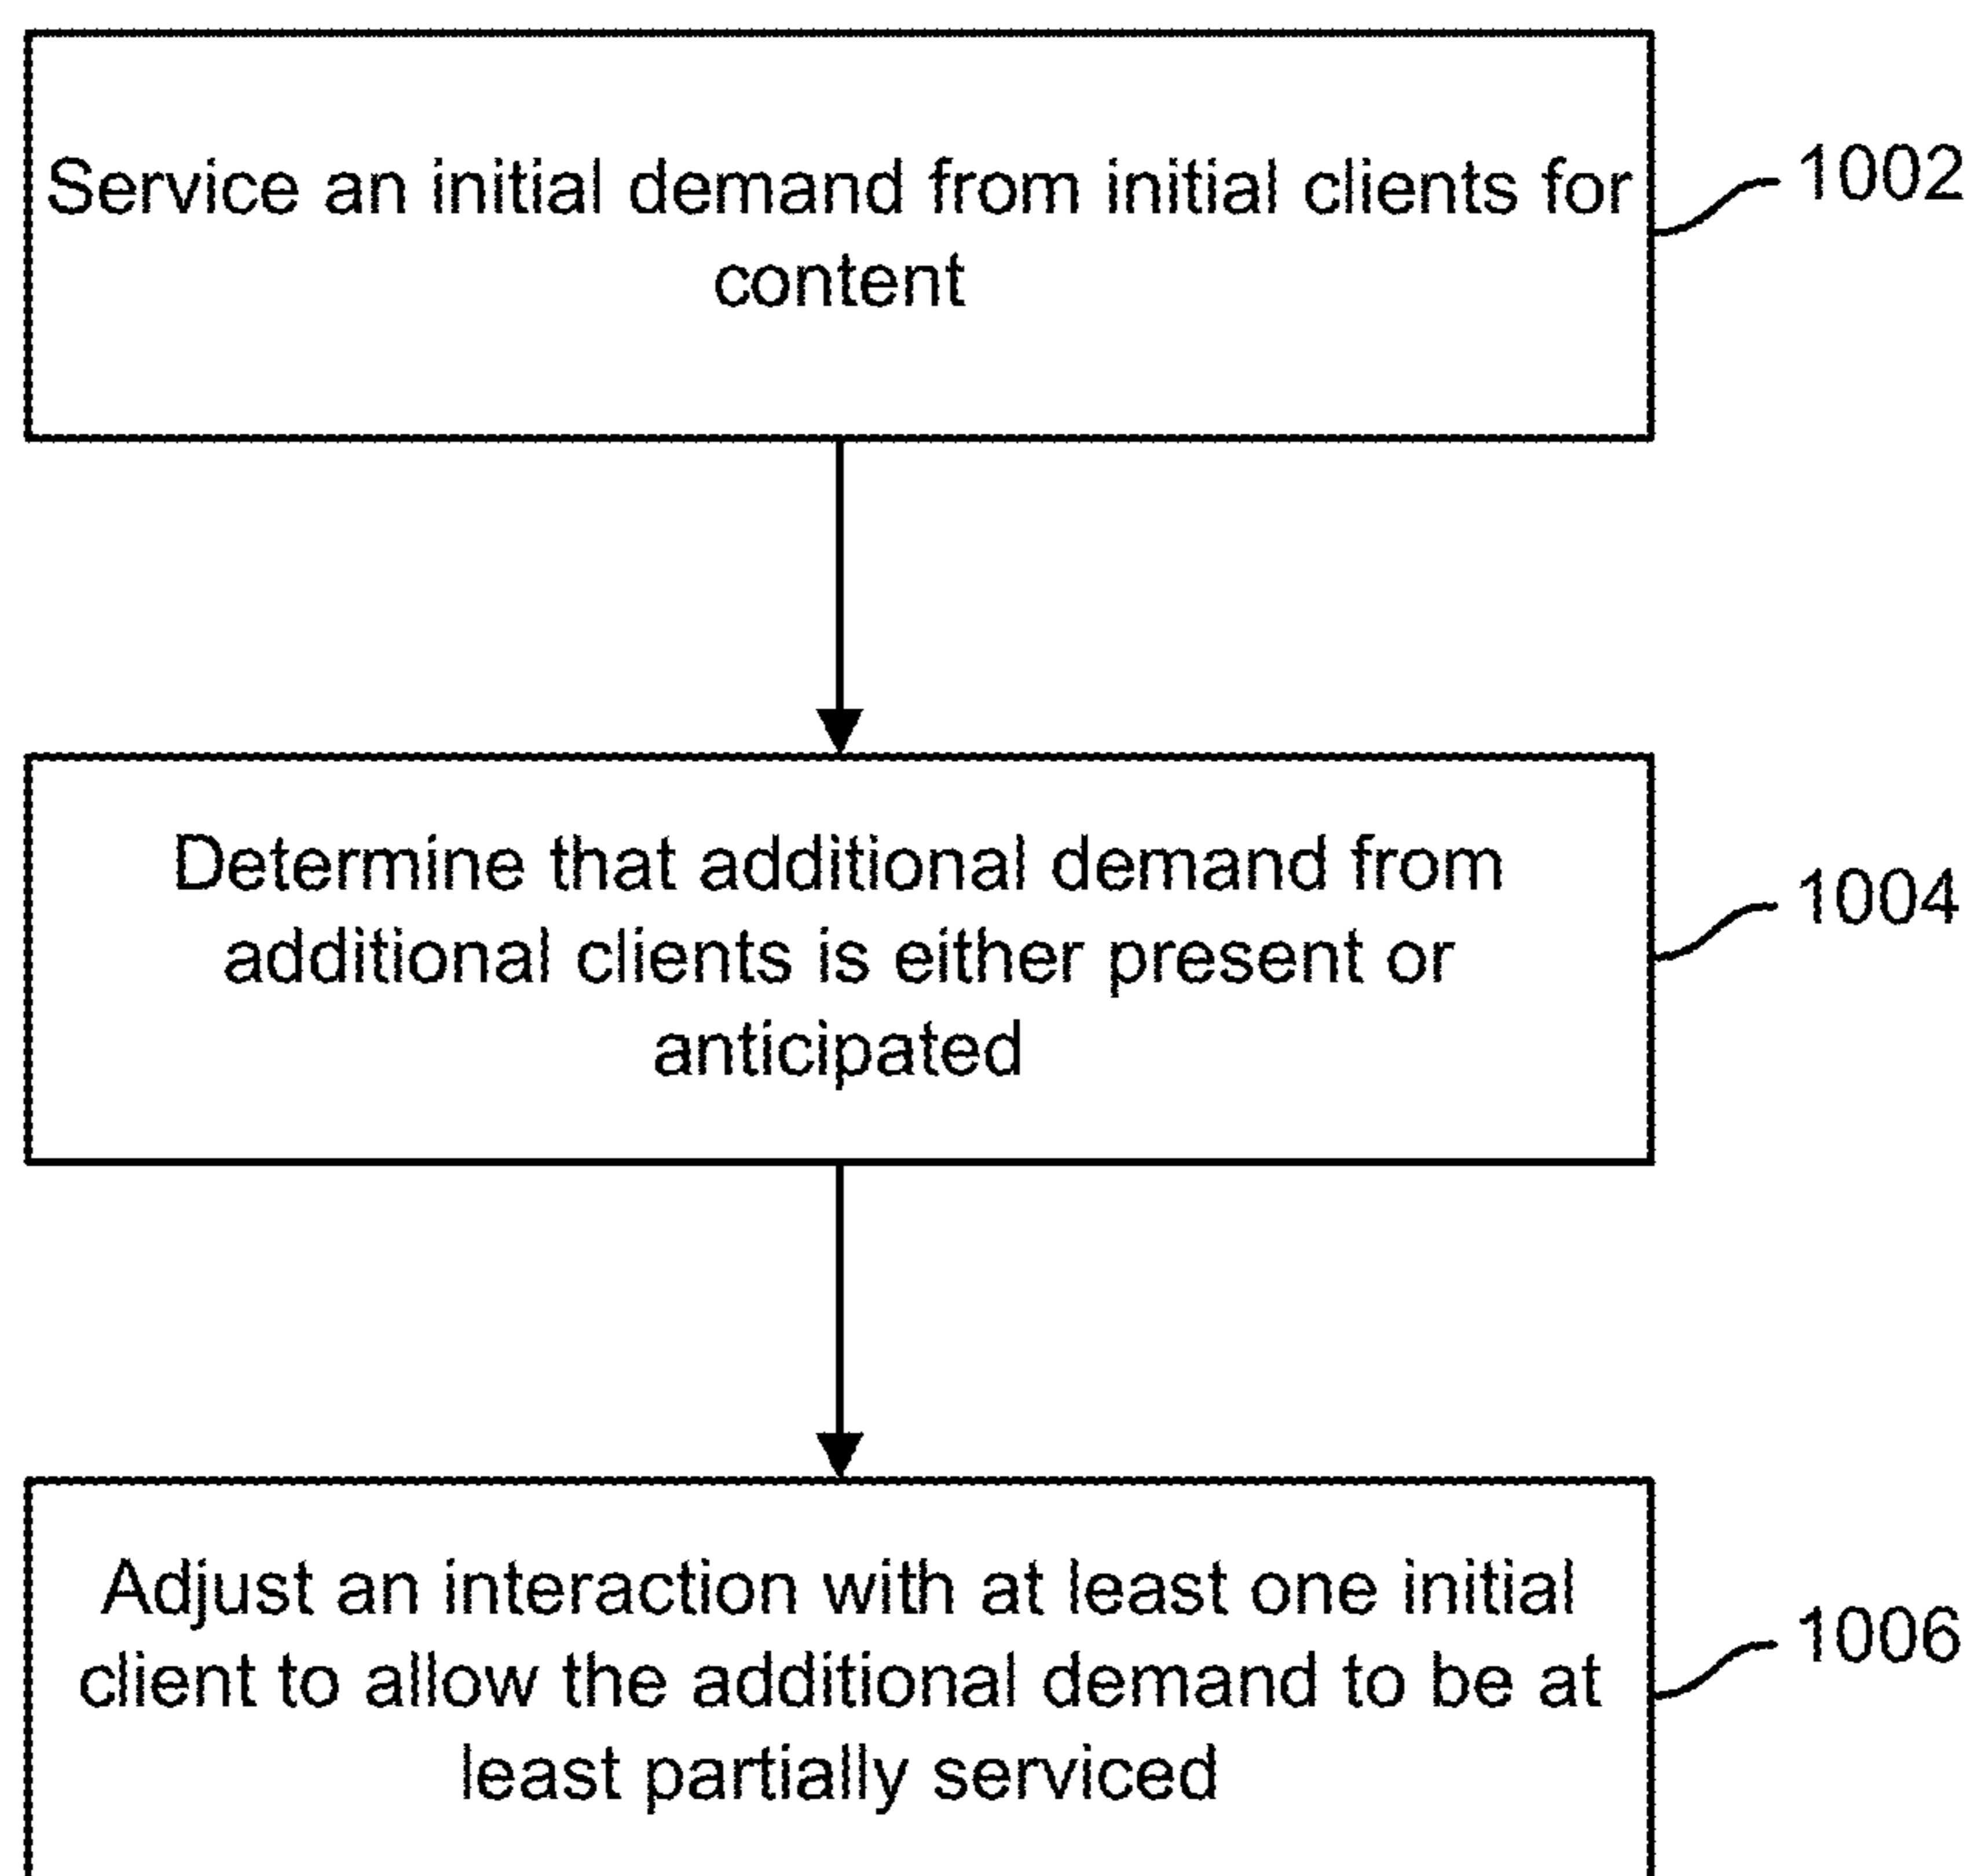 Service an initial demand from initial clients for
content
1002
Determine that additional demand from
additional clients is either present or
anticipated
1004
Adjust an interaction with at least one initial
client to allow the additional demand to be at
least partially serviced
1006